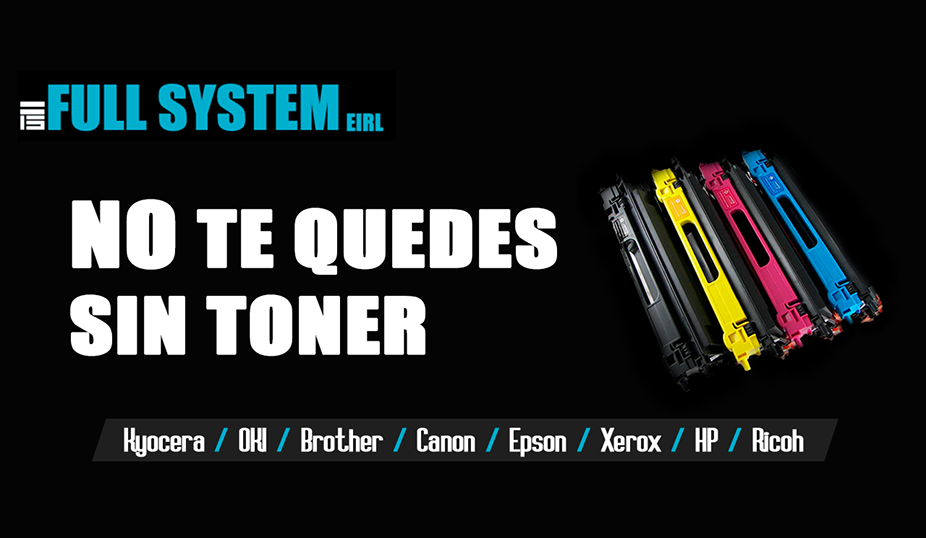 FULL SYSTEM EIRL
NO TE QUEDES
SIN TONER
Kyocera / OKI / Brother / Canon / Epson / Xerox / HP / Ricoh